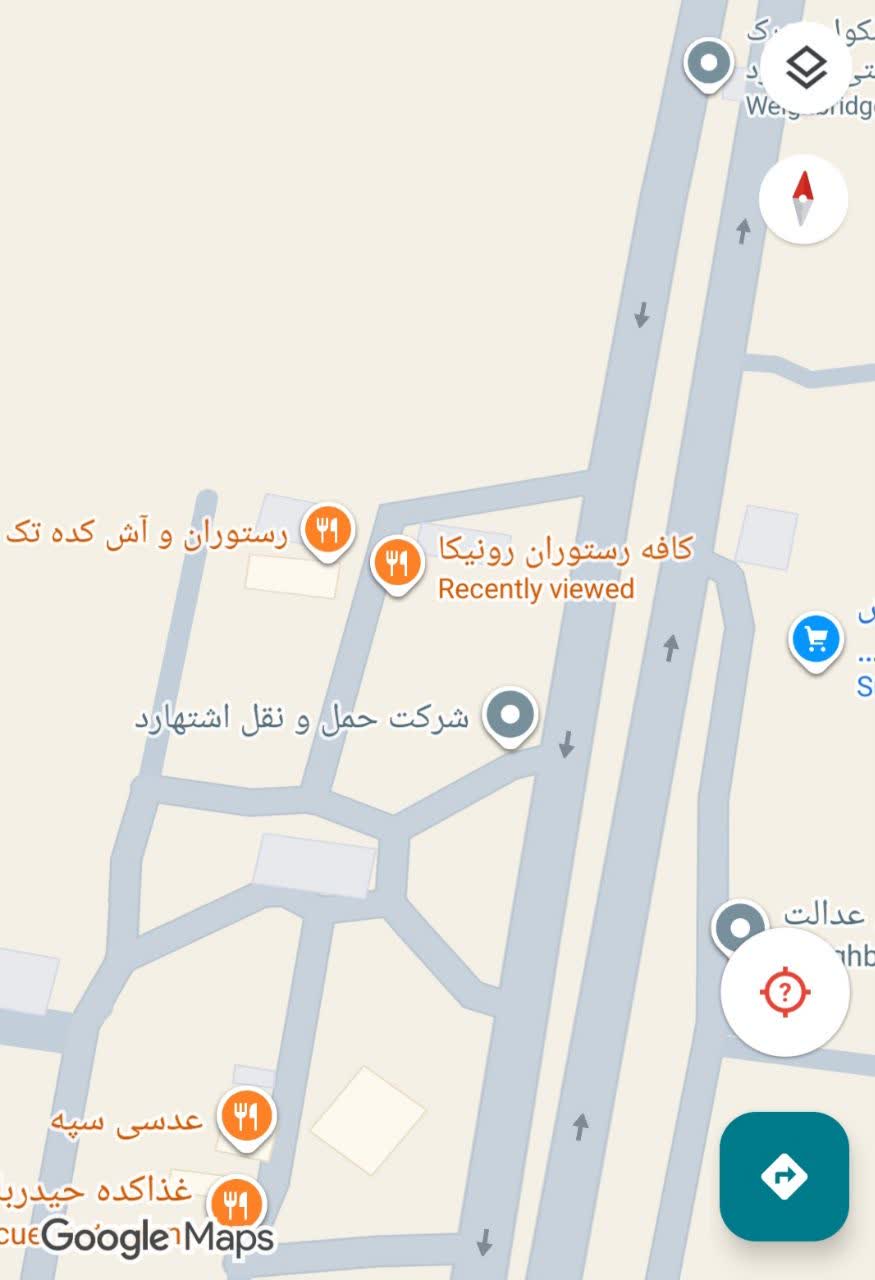 Weighbridge
رستوران و آش کده تک
کافه رستوران رونیکا
Recently viewed
شرکت حمل و نقل اشتهارد
...
عدالت
?
عدسی سپه
غذاکده
Google Maps